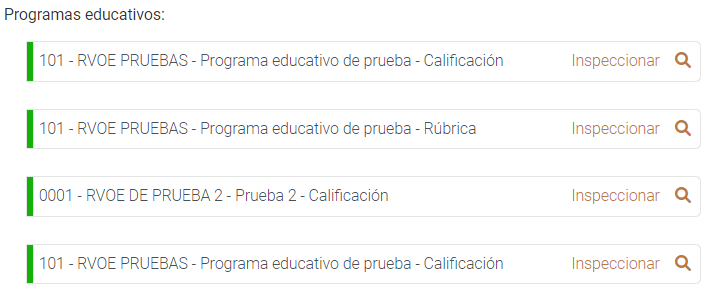 Programas educativos:
101 - RVOE PRUEBAS - Programa educativo de prueba - Calificación Inspeccionar
101 - RVOE PRUEBAS - Programa educativo de prueba - Rúbrica Inspeccionar
0001 - RVOE DE PRUEBA 2 - Prueba 2 - Calificación Inspeccionar
101 - RVOE PRUEBAS - Programa educativo de prueba - Calificación Inspeccionar